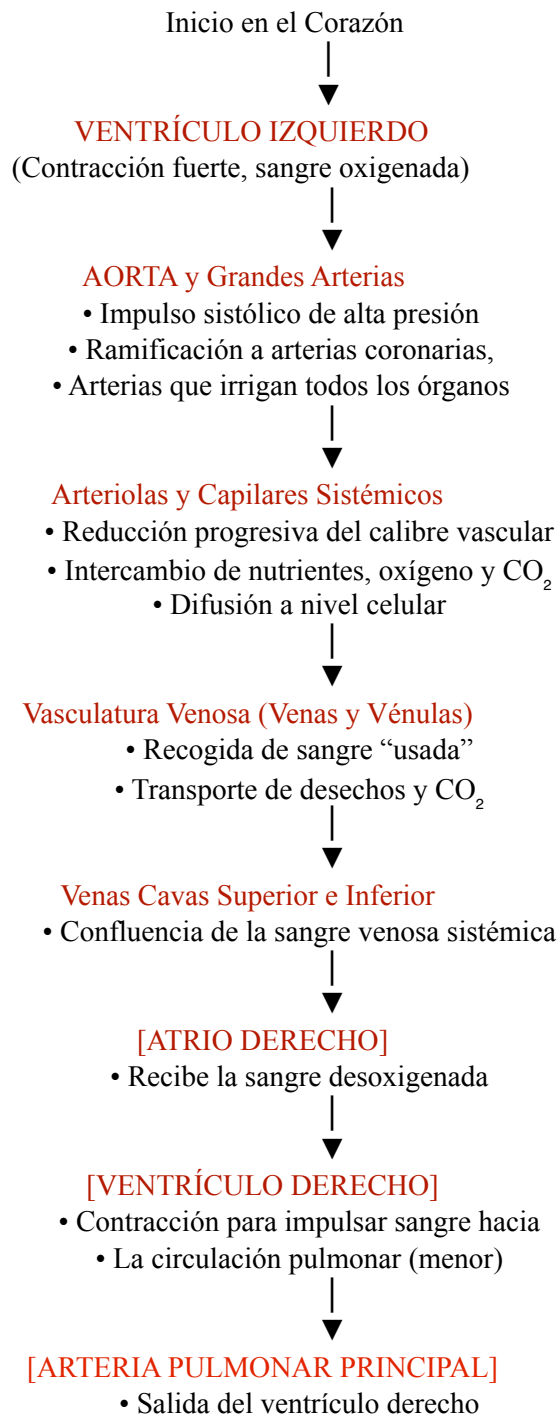 Inicio en el Corazón
VENTRÍCULO IZQUIERDO
(Contracción fuerte, sangre oxigenada)
AORTA y Grandes Arterias
• Impulso sistólico de alta presión
• Ramificación a arterias coronarias,
• Arterias que irrigan todos los órganos
Arteriolas y Capilares Sistémicos
• Reducción progresiva del calibre vascular
• Intercambio de nutrientes, oxígeno y CO₂
• Difusión a nivel celular
Vasculatura Venosa (Venas y Vénulas)
• Recogida de sangre “usada”
• Transporte de desechos y CO₂
Venas Cavas Superior e Inferior
• Confluencia de la sangre venosa sistémica
[ATRIO DERECHO]
• Recibe la sangre desoxigenada
[VENTRÍCULO DERECHO]
• Contracción para impulsar sangre hacia
• La circulación pulmonar (menor)
[ARTERIA PULMONAR PRINCIPAL]
• Salida del ventrículo derecho